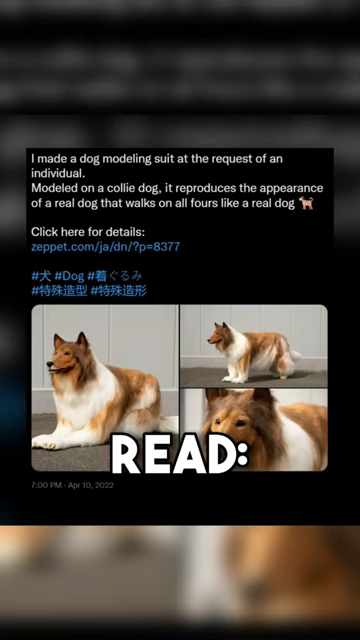 I made a dog modeling suit at the request of an
individual.
Modeled on a collie dog, it reproduces the appearance
of a real dog that walks on all fours like a real dog 🐕
Click here for details:
zeppet.com/ja/dn/?p=8377
#犬 #Dog #着ぐるみ
#特殊造型 #特殊造形
READ:
7:00 PM · Apr 10, 2022